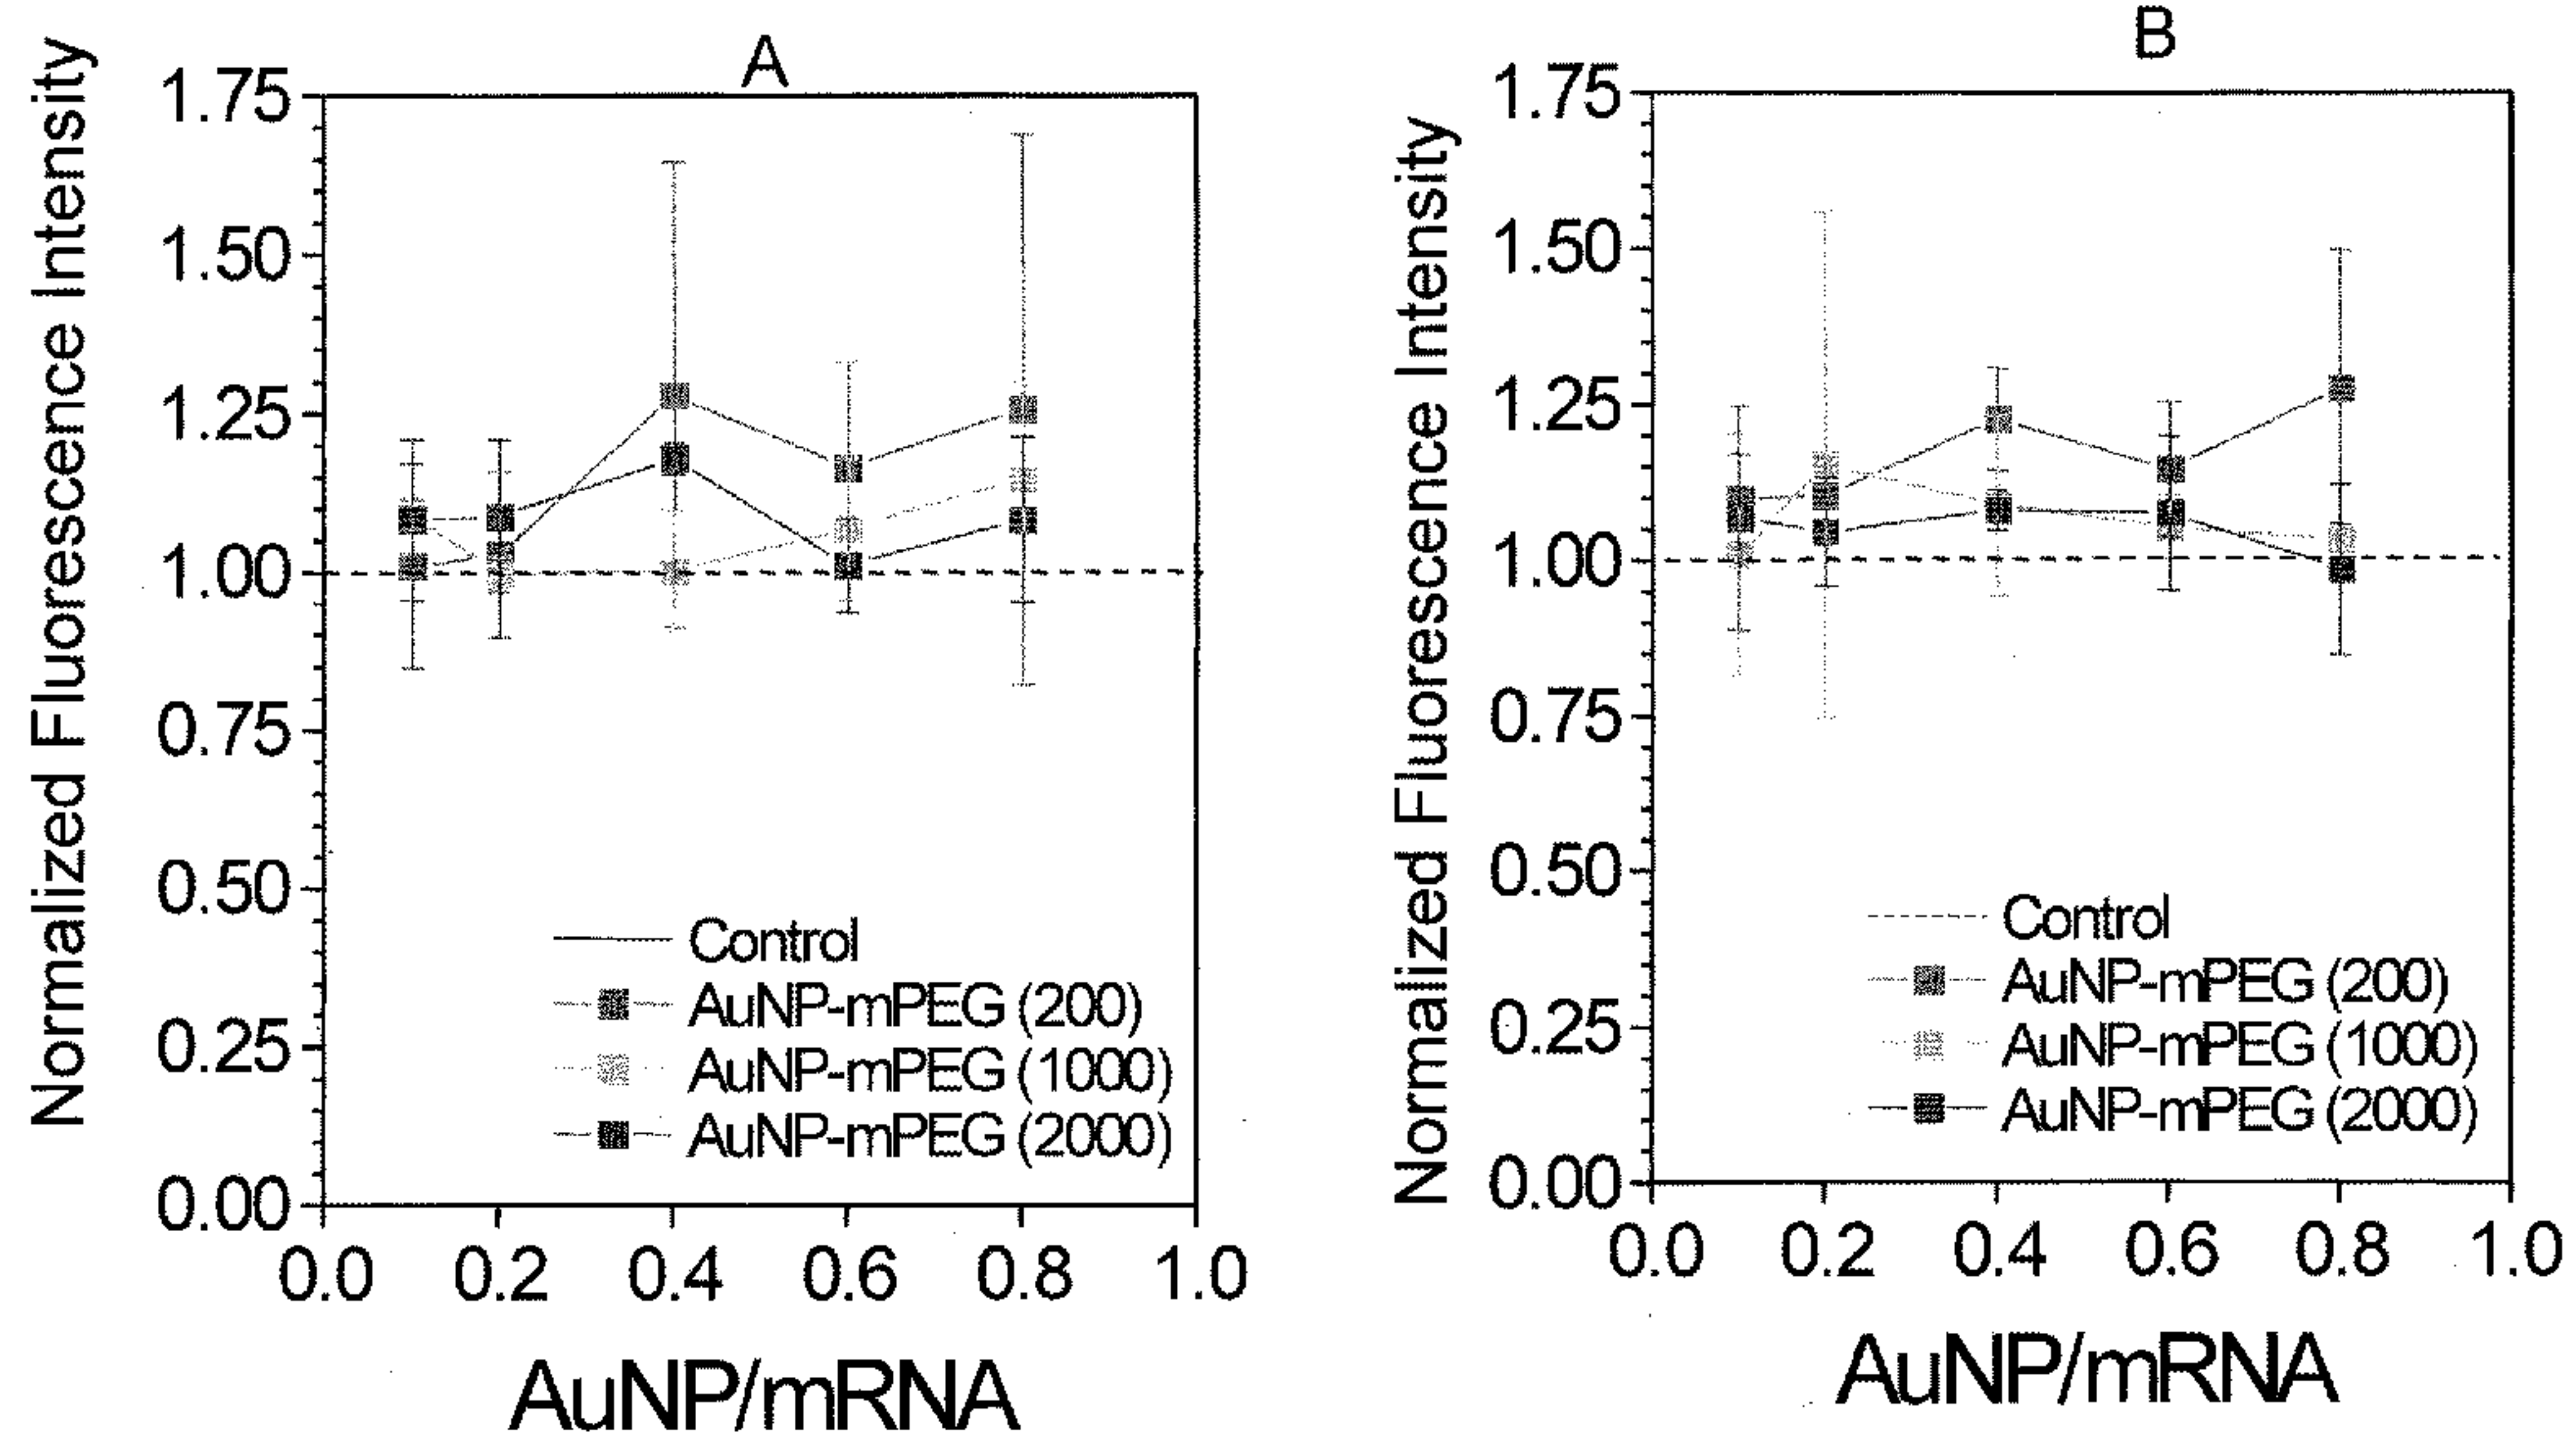 A
Normalized Fluorescence Intensity
1.75
1.50
1.25
1.00
0.75
0.50
0.25
0.00
Control
AuNP-mPEG (200)
AuNP-mPEG (1000)
AuNP-mPEG (2000)
0.0 0.2 0.4 0.6 0.8 1.0
AuNP/mRNA
B
Normalized Fluorescence Intensity
1.75
1.50
1.25
1.00
0.75
0.50
0.25
0.00
Control
AuNP-mPEG (200)
AuNP-mPEG (1000)
AuNP-mPEG (2000)
0.0 0.2 0.4 0.6 0.8 1.0
AuNP/mRNA